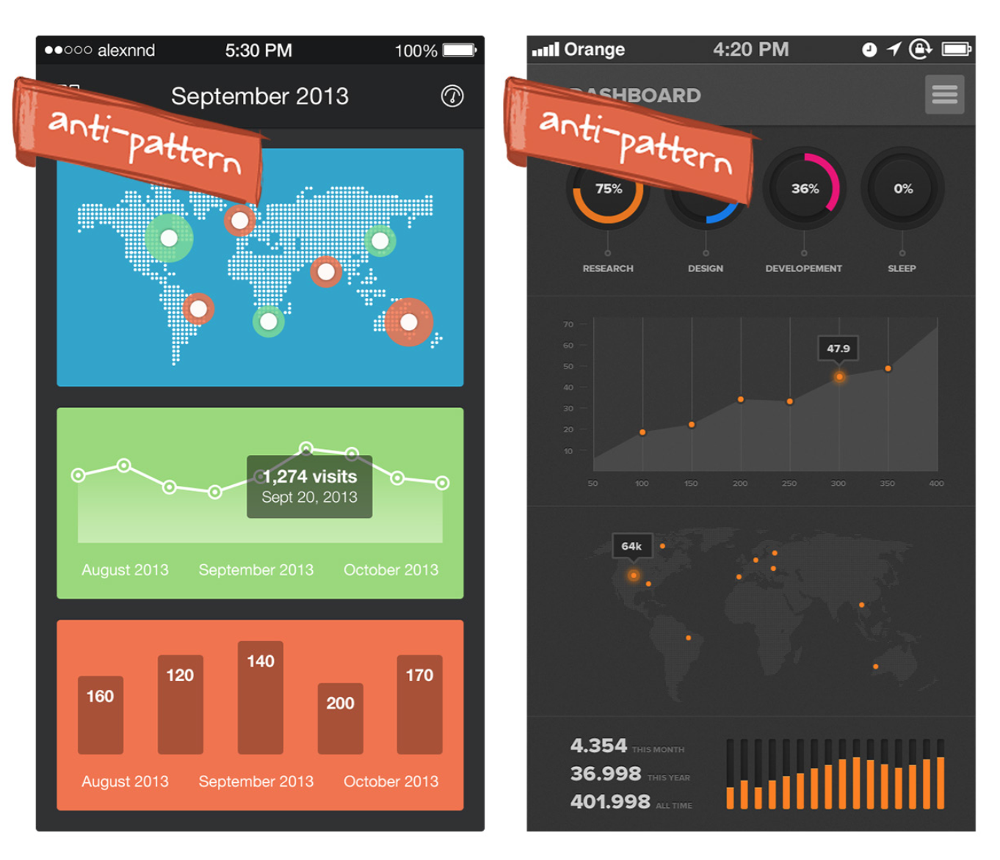 alexnnd 5:30 PM 100%
September 2013
anti-pattern
1,274 visits
Sept 20, 2013
August 2013 September 2013 October 2013
160 120 140 200 170
August 2013 September 2013 October 2013
Orange 4:20 PM
DASHBOARD
anti-pattern
75% 36% 0%
RESEARCH DESIGN DEVELOPEMENT SLEEP
70
60
50
40
30
20
10
47.9
50 100 150 200 250 300 350 400
64k
4.354 THIS MONTH
36.998 THIS YEAR
401.998 ALL TIME